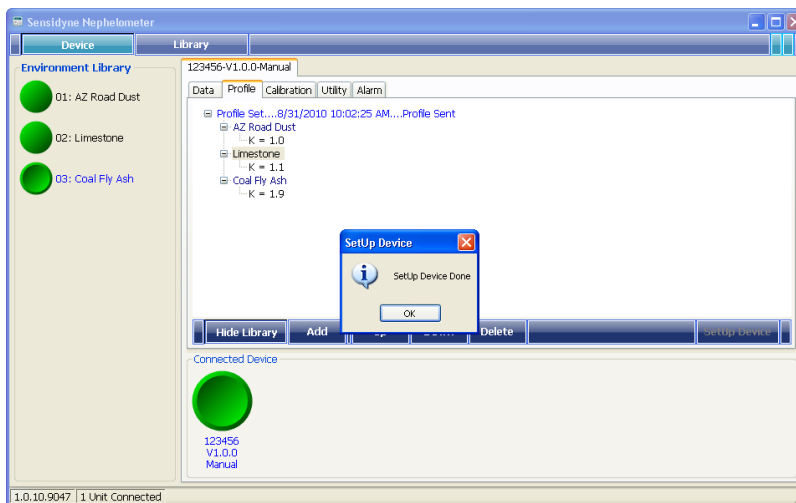 Sensidyne Nephelometer
Device Library
Environment Library
01: AZ Road Dust
02: Limestone
03: Coal Fly Ash
123456-V1.0.0-Manual
Data Profile Calibration Utility Alarm
Profile Set....8/31/2010 10:02:25 AM....Profile Sent
AZ Road Dust
K = 1.0
Limestone
K = 1.1
Coal Fly Ash
K = 1.9
SetUp Device
SetUp Device Done
OK
Hide Library Add Up Down Delete SetUp Device
Connected Device
123456
V1.0.0
Manual
1.0.10.9047 1 Unit Connected